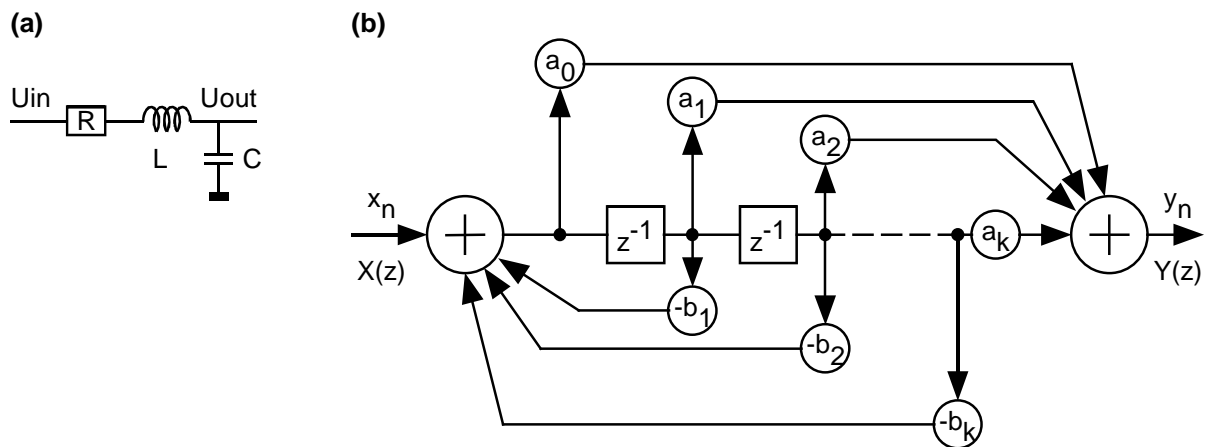 (a)
Uin
R
L
Uout
C
(b)
a0
a1
a2
xn
X(z)
+
z-1
z-1
ak
+
yn
Y(z)
-b1
-b2
-bk